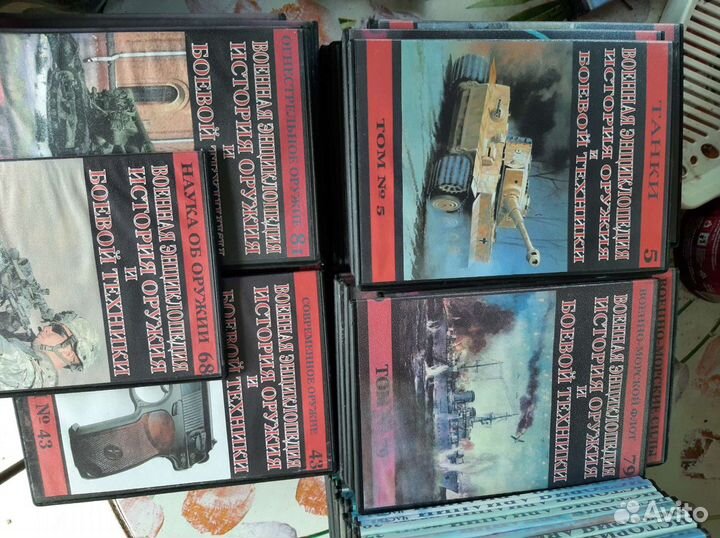 ОГНЕСТРЕЛЬНОЕ ОРУЖИЕ 81
ВОЕННАЯ ЭНЦИКЛОПЕДИЯ
И
ИСТОРИЯ ОРУЖИЯ
БОЕВОЙ
НАУКА ОБ ОРУЖИИ 68
ВОЕННАЯ ЭНЦИКЛОПЕДИЯ
И
ИСТОРИЯ ОРУЖИЯ
БОЕВОЙ ТЕХНИКИ
СОВРЕМЕННОЕ ОРУЖИЕ 43
ВОЕННАЯ ЭНЦИКЛОПЕДИЯ
И
ИСТОРИЯ ОРУЖИЯ
БОЕВОЙ ТЕХНИКИ
№ 43
ТАНКИ 5
ВОЕННАЯ ЭНЦИКЛОПЕДИЯ
ИСТОРИЯ ОРУЖИЯ
И
БОЕВОЙ ТЕХНИКИ
ТОМ № 5
ВОЕННО-МОРСКОЙ ФЛОТ 79
ВОЕННАЯ ЭНЦИКЛОПЕДИЯ
ИСТОРИЯ ОРУЖИЯ
И
БОЕВОЙ ТЕХНИКИ
Avito